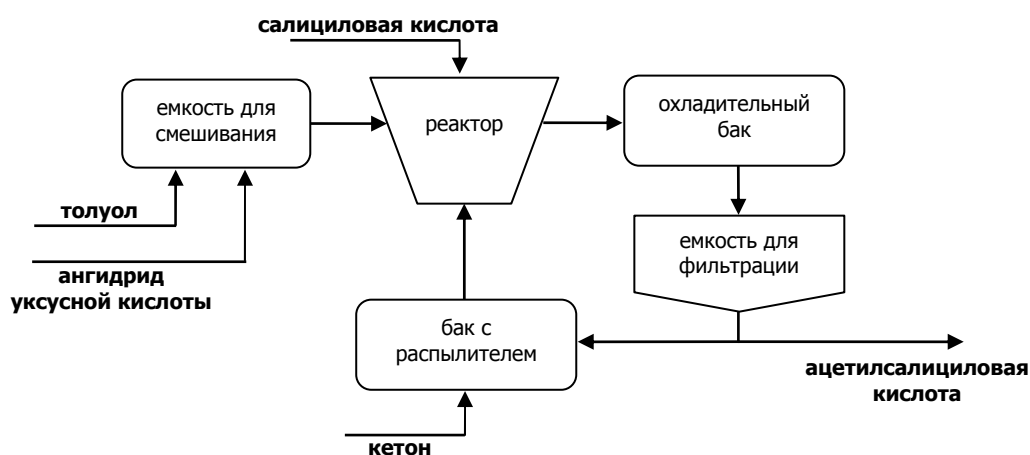 салициловая кислота
емкость для
смешивания
реактор
охладительный
бак
толуол
ангидрид
уксусной кислоты
емкость для
фильтрации
бак с
распылителем
ацетилсалициловая
кислота
кетон